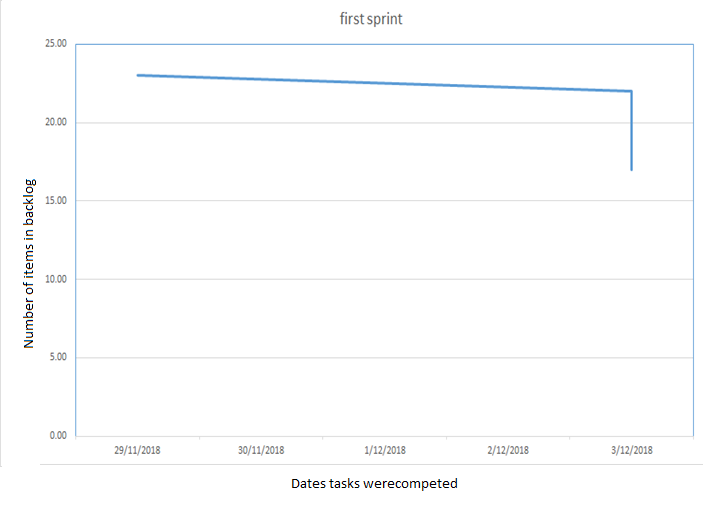 first sprint
25.00
20.00
15.00
10.00
5.00
0.00
Number of items in backlog
29/11/2018 30/11/2018 1/12/2018 2/12/2018 3/12/2018
Dates tasks werecompeted